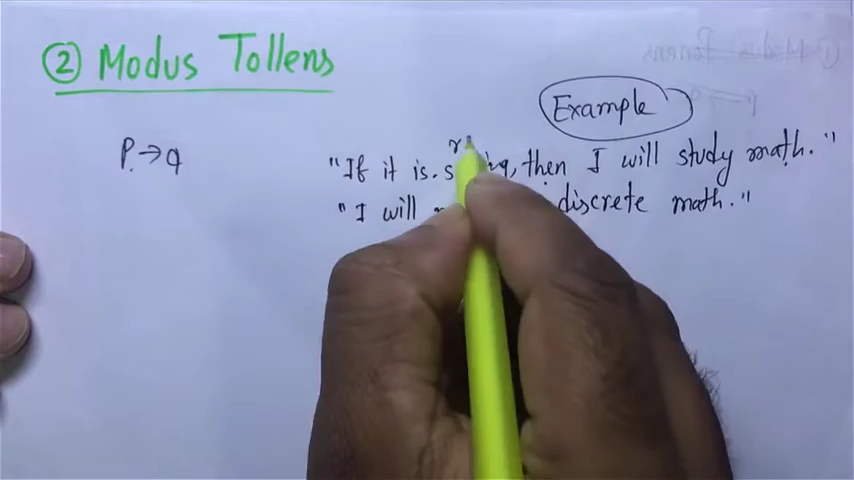 ② Modus Tollens
Example
P → q
"If it is then I will study math."
"I will discrete math."